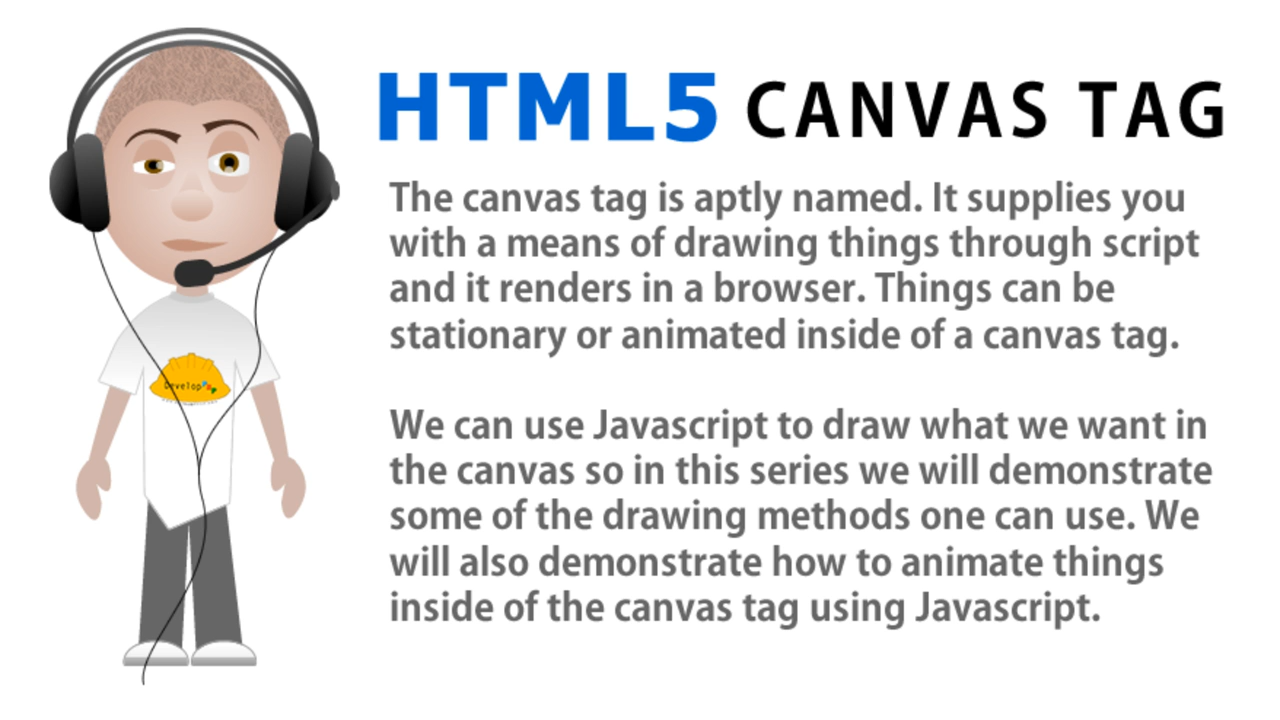 HTML5 CANVAS TAG
The canvas tag is aptly named. It supplies you
with a means of drawing things through script
and it renders in a browser. Things can be
stationary or animated inside of a canvas tag.
We can use Javascript to draw what we want in
the canvas so in this series we will demonstrate
some of the drawing methods one can use. We
will also demonstrate how to animate things
inside of the canvas tag using Javascript.
Develop